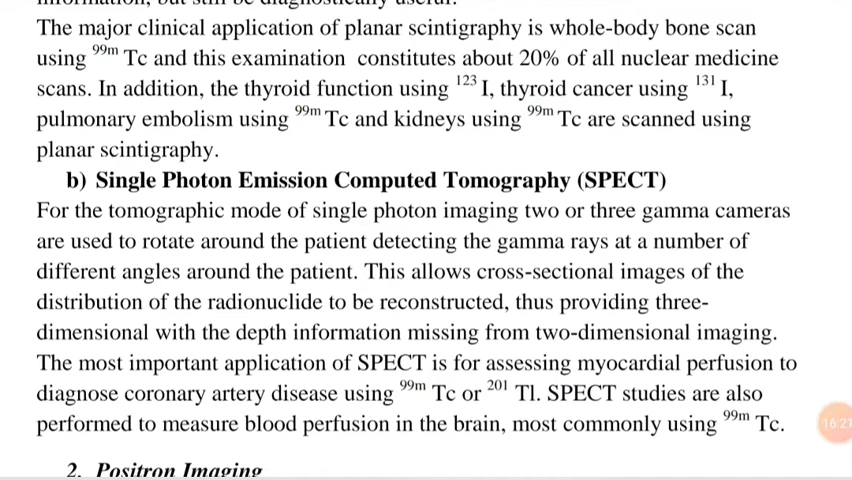 information, but still be diagnostically useful.
The major clinical application of planar scintigraphy is whole-body bone scan
using 99m Tc and this examination constitutes about 20% of all nuclear medicine
scans. In addition, the thyroid function using 123 I, thyroid cancer using 131 I,
pulmonary embolism using 99m Tc and kidneys using 99m Tc are scanned using
planar scintigraphy.
b) Single Photon Emission Computed Tomography (SPECT)
For the tomographic mode of single photon imaging two or three gamma cameras
are used to rotate around the patient detecting the gamma rays at a number of
different angles around the patient. This allows cross-sectional images of the
distribution of the radionuclide to be reconstructed, thus providing three-
dimensional with the depth information missing from two-dimensional imaging.
The most important application of SPECT is for assessing myocardial perfusion to
diagnose coronary artery disease using 99m Tc or 201 Tl. SPECT studies are also
performed to measure blood perfusion in the brain, most commonly using 99m Tc.
16:21
2. Positron Imaging